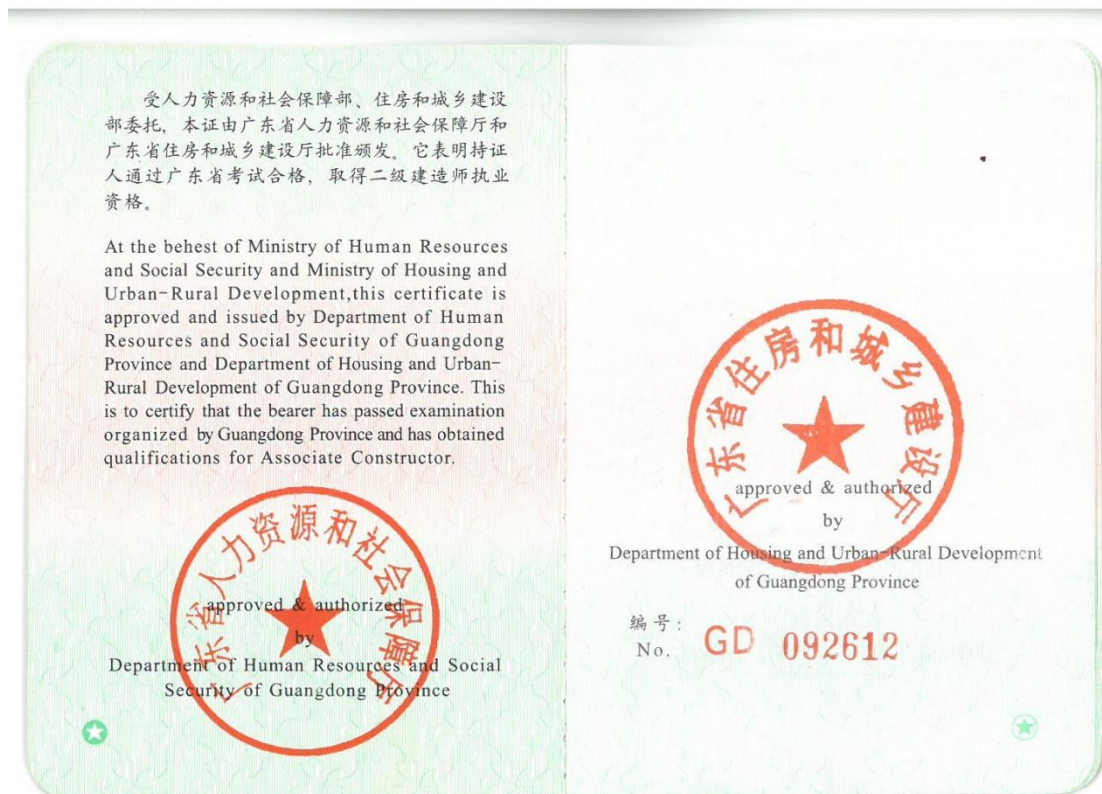 受人力资源和社会保障部、住房和城乡建设
部委托，本证由广东省人力资源和社会保障厅和
广东省住房和城乡建设厅批准颁发。它表明持证
人通过广东省考试合格，取得二级建造师执业
资格。
At the behest of Ministry of Human Resources
and Social Security and Ministry of Housing and
Urban-Rural Development,this certificate is
approved and issued by Department of Human
Resources and Social Security of Guangdong
Province and Department of Housing and Urban-
Rural Development of Guangdong Province. This
is to certify that the bearer has passed examination
organized by Guangdong Province and has obtained
qualifications for Associate Constructor.
广东省人力资源和社会保障厅
approved & authorized
by
Department of Human Resources and Social
Security of Guangdong Province
广东省住房和城乡建设厅
approved & authorized
by
Department of Housing and Urban-Rural Development
of Guangdong Province
编号：
No. GD 092612